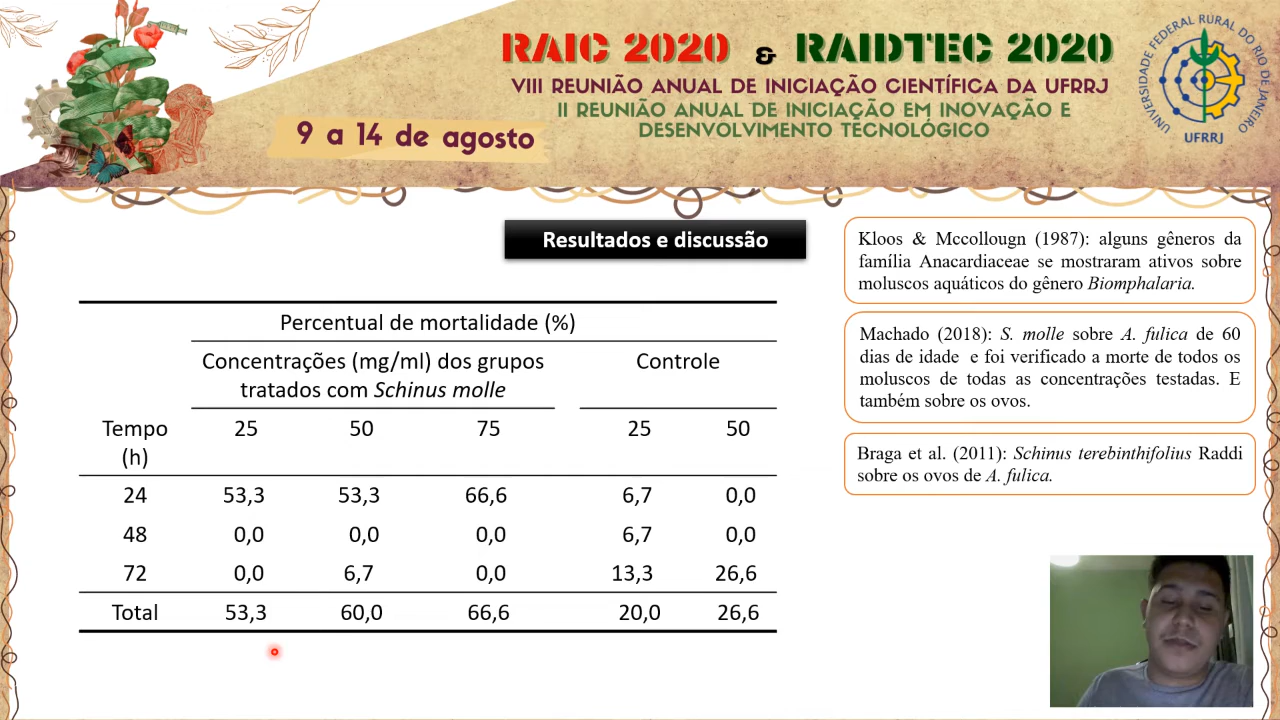 RAIC 2020 & RAIDTEC 2020
VIII REUNIÃO ANUAL DE INICIAÇÃO CIENTÍFICA DA UFRRJ
II REUNIÃO ANUAL DE INICIAÇÃO EM INOVAÇÃO E
DESENVOLVIMENTO TECNOLÓGICO
9 a 14 de agosto
UNIVERSIDADE FEDERAL RURAL DO RIO DE JANEIRO
UFRRJ
Resultados e discussão
Percentual de mortalidade (%)
Concentrações (mg/ml) dos grupos Controle
tratados com Schinus molle
Tempo 25 50 75 25 50
(h)
24 53,3 53,3 66,6 6,7 0,0
48 0,0 0,0 0,0 6,7 0,0
72 0,0 6,7 0,0 13,3 26,6
Total 53,3 60,0 66,6 20,0 26,6
Kloos & Mccollougn (1987): alguns gêneros da
família Anacardiaceae se mostraram ativos sobre
moluscos aquáticos do gênero Biomphalaria.
Machado (2018): S. molle sobre A. fulica de 60
dias de idade e foi verificado a morte de todos os
moluscos de todas as concentrações testadas. E
também sobre os ovos.
Braga et al. (2011): Schinus terebinthifolius Raddi
sobre os ovos de A. fulica.